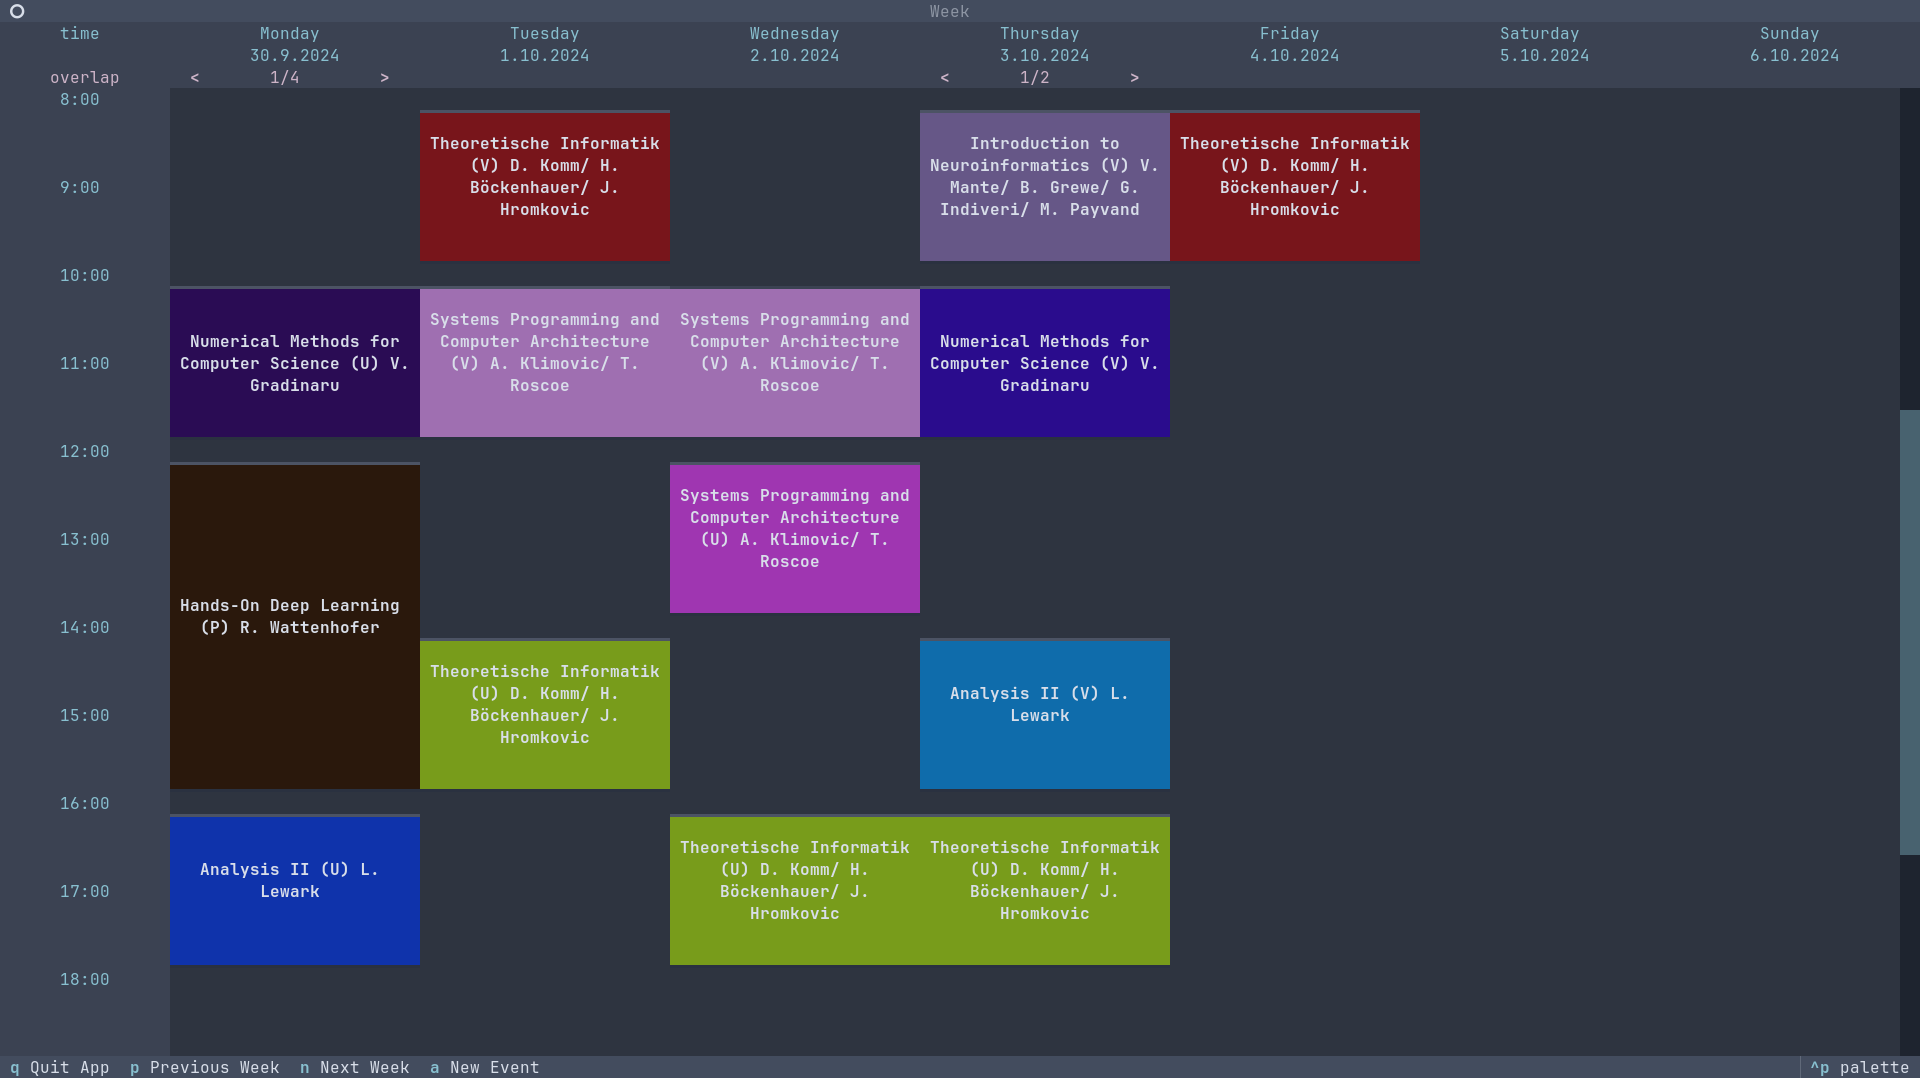 Week
time Monday Tuesday Wednesday Thursday Friday Saturday Sunday
30.9.2024 1.10.2024 2.10.2024 3.10.2024 4.10.2024 5.10.2024 6.10.2024
overlap < 1/4 > < 1/2 >
8:00
Theoretische Informatik
(V) D. Komm/ H.
Böckenhauer/ J.
Hromkovic
Introduction to
Neuroinformatics (V) V.
Mante/ B. Grewe/ G.
Indiveri/ M. Payvand
Theoretische Informatik
(V) D. Komm/ H.
Böckenhauer/ J.
Hromkovic
9:00
10:00
Numerical Methods for
Computer Science (U) V.
Gradinaru
Systems Programming and
Computer Architecture
(V) A. Klimovic/ T.
Roscoe
Systems Programming and
Computer Architecture
(V) A. Klimovic/ T.
Roscoe
Numerical Methods for
Computer Science (V) V.
Gradinaru
11:00
12:00
Hands-On Deep Learning
(P) R. Wattenhofer
Systems Programming and
Computer Architecture
(U) A. Klimovic/ T.
Roscoe
13:00
14:00
Theoretische Informatik
(U) D. Komm/ H.
Böckenhauer/ J.
Hromkovic
Analysis II (V) L.
Lewark
15:00
16:00
Analysis II (U) L.
Lewark
Theoretische Informatik
(U) D. Komm/ H.
Böckenhauer/ J.
Hromkovic
Theoretische Informatik
(U) D. Komm/ H.
Böckenhauer/ J.
Hromkovic
17:00
18:00
q Quit App p Previous Week n Next Week a New Event ^p palette